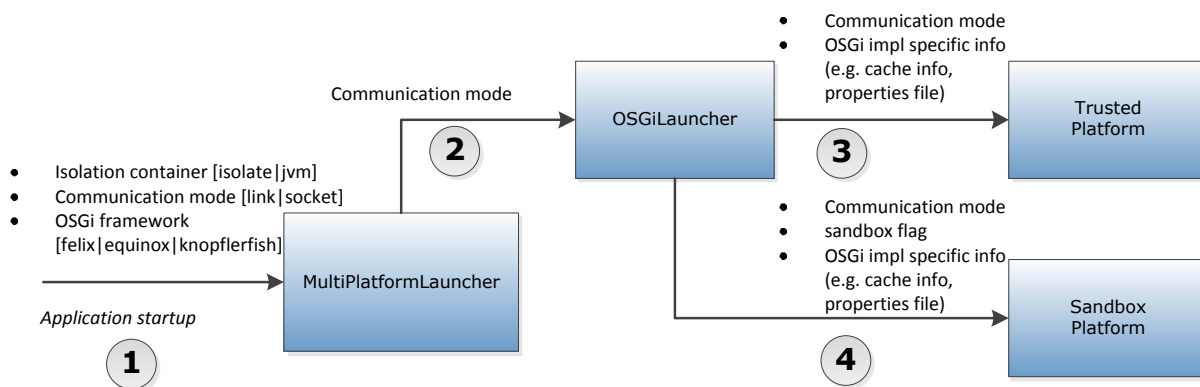 • Isolation container [isolate|jvm]
• Communication mode [link|socket]
• OSGi framework
[felix|equinox|knopflerfish]
Application startup
1
MultiPlatformLauncher
Communication mode
2
OSGiLauncher
• Communication mode
• OSGi impl specific info
(e.g. cache info,
properties file)
3
Trusted
Platform
• Communication mode
• sandbox flag
• OSGi impl specific info
(e.g. cache info,
properties file)
4
Sandbox
Platform